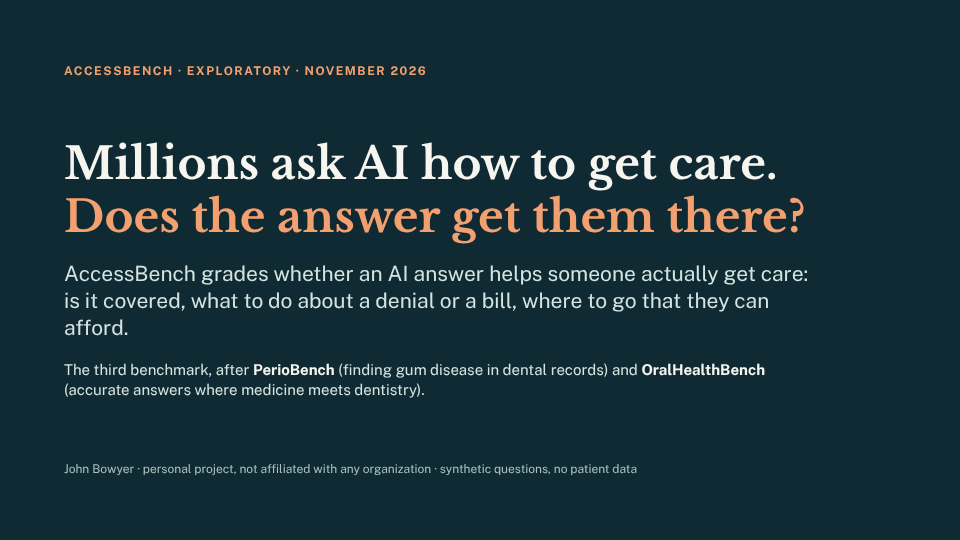 ACCESSBENCH · EXPLORATORY · NOVEMBER 2026
Millions ask AI how to get care.
Does the answer get them there?
AccessBench grades whether an AI answer helps someone actually get care:
is it covered, what to do about a denial or a bill, where to go that they can
afford.
The third benchmark, after PerioBench (finding gum disease in dental records) and OralHealthBench
(accurate answers where medicine meets dentistry).
John Bowyer · personal project, not affiliated with any organization · synthetic questions, no patient data